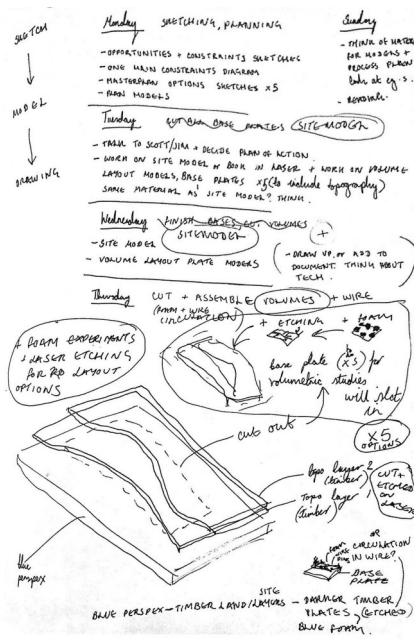 SKETCH
MODEL
DRAWING
Monday SKETCHING, PLANNING
- OPPORTUNITIES + CONSTRAINTS SKETCHES
- ONE MAIN CONSTRAINTS DIAGRAM
- MASTERPLAN OPTIONS SKETCHES X5
- PLAN MODELS
Sunday
- THINK OF MATER
FOR MODELS +
PROCESS
look at eg.s.
- READING.
Tuesday BASE PLATES SITE MODEL
- TALK TO SCOTT/JIM + DECIDE PLAN OF ACTION.
- WORK ON SITE MODEL or BOOK IN LASER + WORK ON VOLUME
LAYOUT MODELS, BASE PLATES x5 (to include topography)
SAME MATERIAL AS SITE MODEL? THINK.
Wednesday FINISH BASES CUT VOLUMES
SITE MODEL
- SITE MODEL
- VOLUME LAYOUT PLATE MODELS
+
- DRAW UP, or ADD TO
DOCUMENT. THINK ABOUT
TECH.
Thursday CUT + ASSEMBLE VOLUMES + WIRE
(FOAM + WIRE
CIRCULATION)
+ ETCHING + FOAM
+ FOAM EXPERIMENTS
+ LASER ETCHING
FOR LAYOUT
OPTIONS
base plate (x5) for
volumetric studies
will slot
in
X5
OPTIONS
cut out
topo layer 2
(timber)
topo layer 1
(timber)
CUT +
ETCHED
ON
LASER
blue
perspex
OR
CIRCULATION
IN WIRE?
BASE
PLATE
SITE
BLUE PERSPEX - TIMBER LAND/LAYERS - DARKER TIMBER
PLATES (ETCHED)
BLUE FOAM.